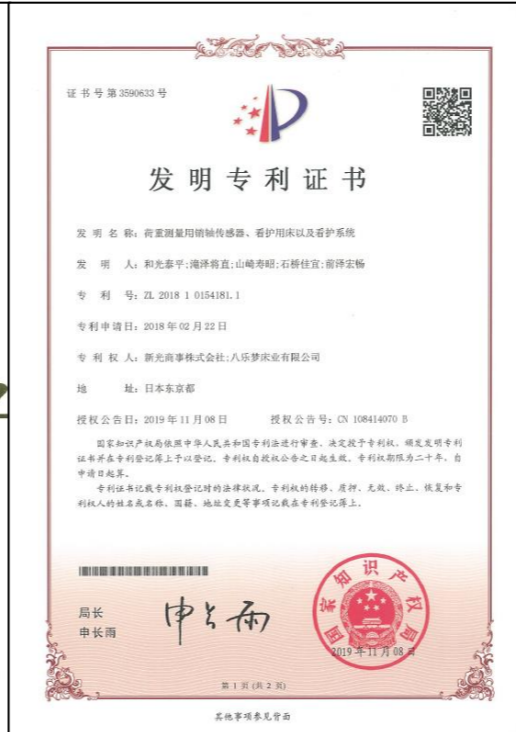 证书号第3590633号
发明专利证书
发明名称：荷重测量用销轴传感器、看护用床以及看护系统
发明人：和光泰平;滝泽将直;山崎寿昭;石桥佳宜;前泽宏畅
专利号：ZL 2018 1 0154181.1
专利申请日：2018年02月22日
专利权人：新光商事株式会社;八乐梦床业有限公司
地址：日本东京都
授权公告日：2019年11月08日 授权公告号：CN 108414070 B
国家知识产权局依照中华人民共和国专利法进行审查，决定授予专利权，颁发发明专利
证书并在专利登记簿上予以登记。专利权自授权公告之日起生效。专利权期限为二十年，自
申请日起算。
专利证书记载专利权登记时的法律状况。专利权的转移、质押、无效、终止、恢复和专
利权人的姓名或名称、国籍、地址变更等事项记载在专利登记簿上。
局长
申长雨
申长雨
国家知识产权局
2019年11月08日
第1页(共2页)
其他事项参见背面